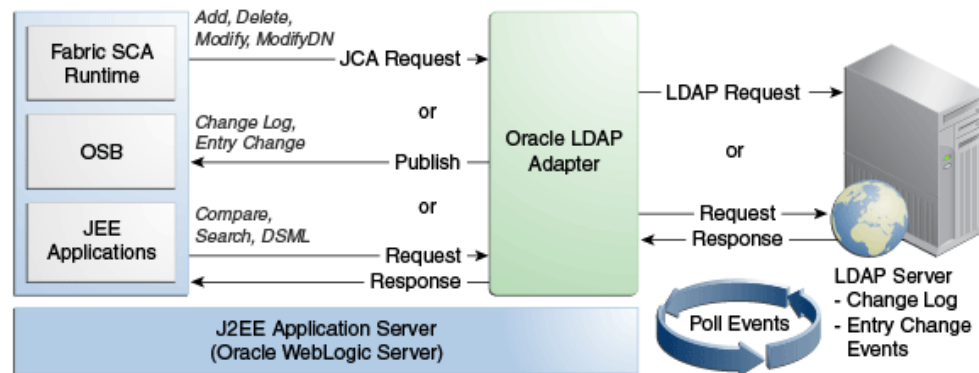 Fabric SCA
Runtime
OSB
JEE
Applications
Add, Delete,
Modify, ModifyDN
JCA Request
or
Change Log,
Entry Change
Publish
or
Compare,
Search, DSML
Request
Response
Oracle LDAP
Adapter
LDAP Request
or
Request
Response
LDAP Server
- Change Log
- Entry Change
Events
Poll Events
J2EE Application Server
(Oracle WebLogic Server)